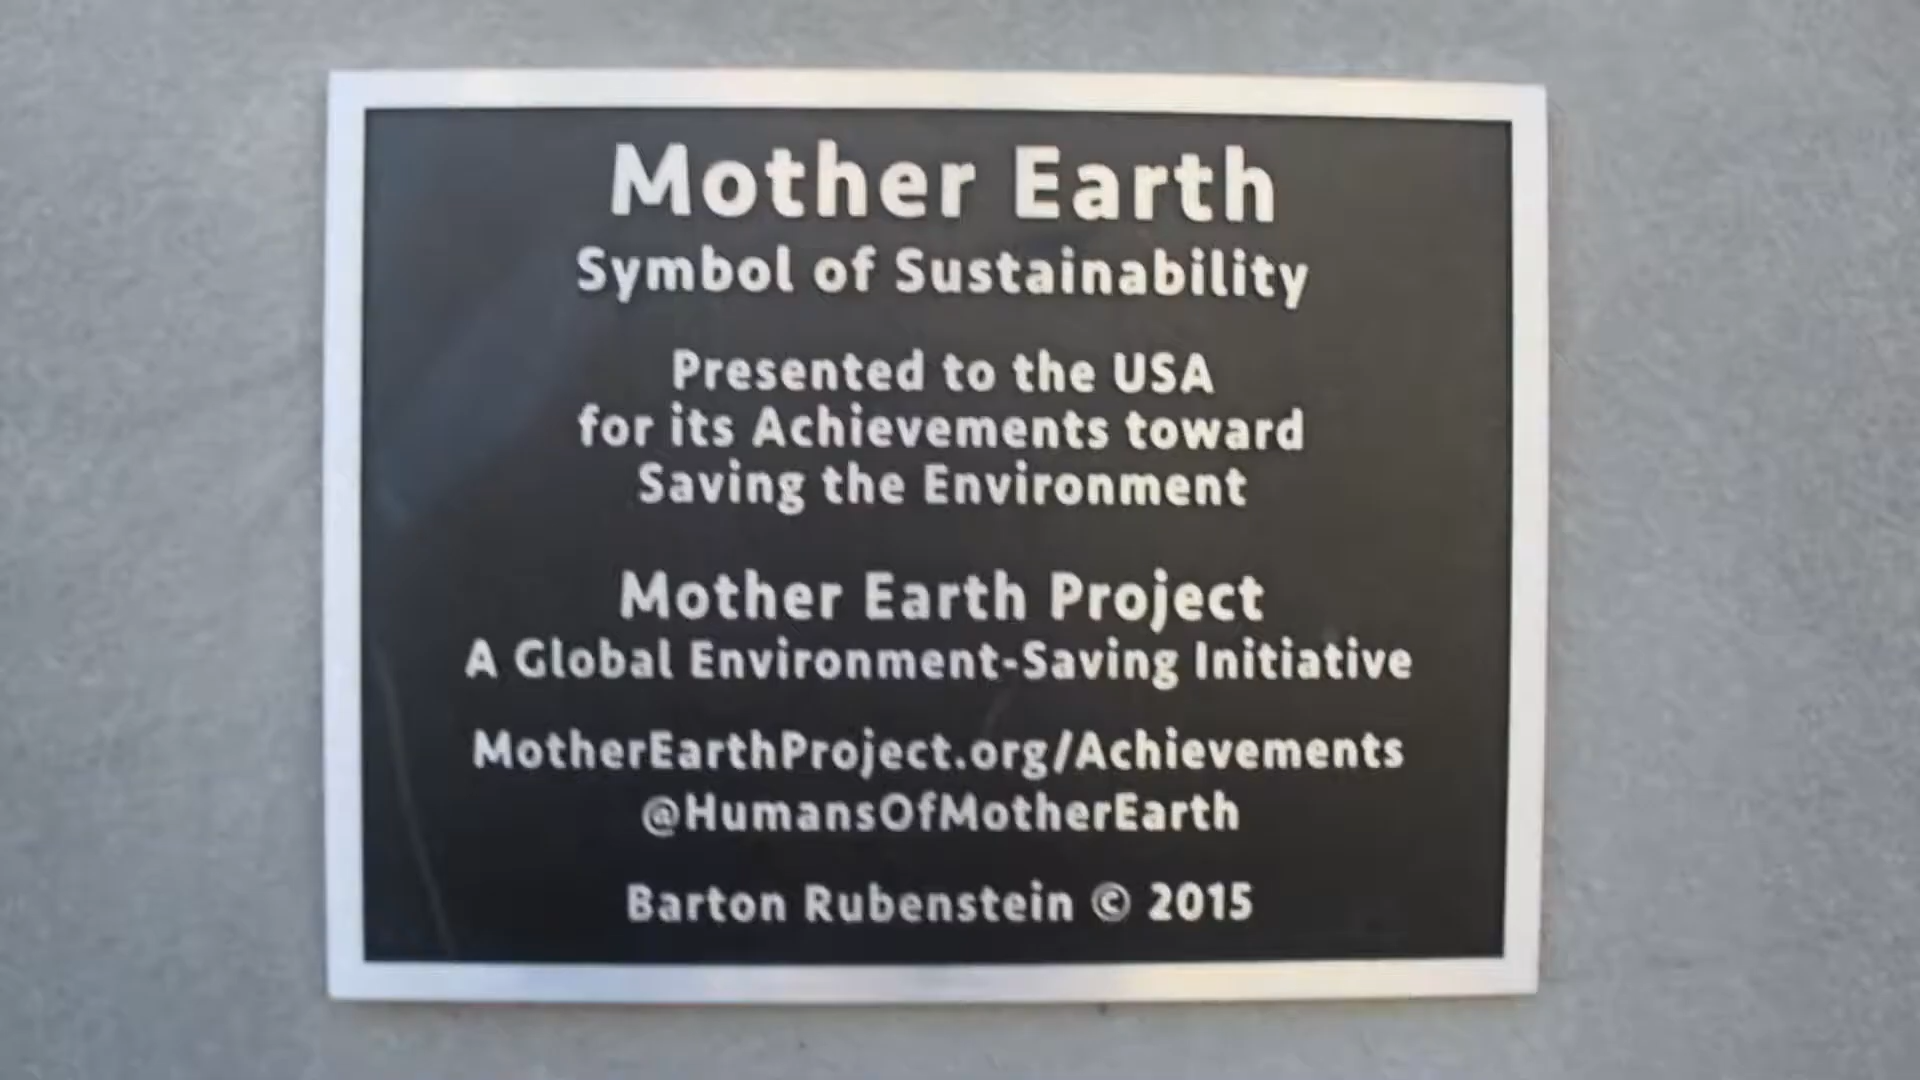 Mother Earth
Symbol of Sustainability
Presented to the USA
for its Achievements toward
Saving the Environment
Mother Earth Project
A Global Environment-Saving Initiative
MotherEarthProject.org/Achievements
@HumansOfMotherEarth
Barton Rubenstein © 2015